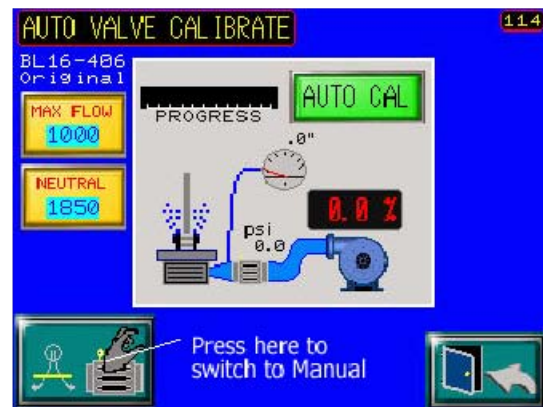 AUTO VALVE CALIBRATE
114
BL16-406
Original
MAX FLOW
1000
NEUTRAL
1850
AUTO CAL
PROGRESS
.0"
0.0 %
psi
0.0
Press here to
switch to Manual